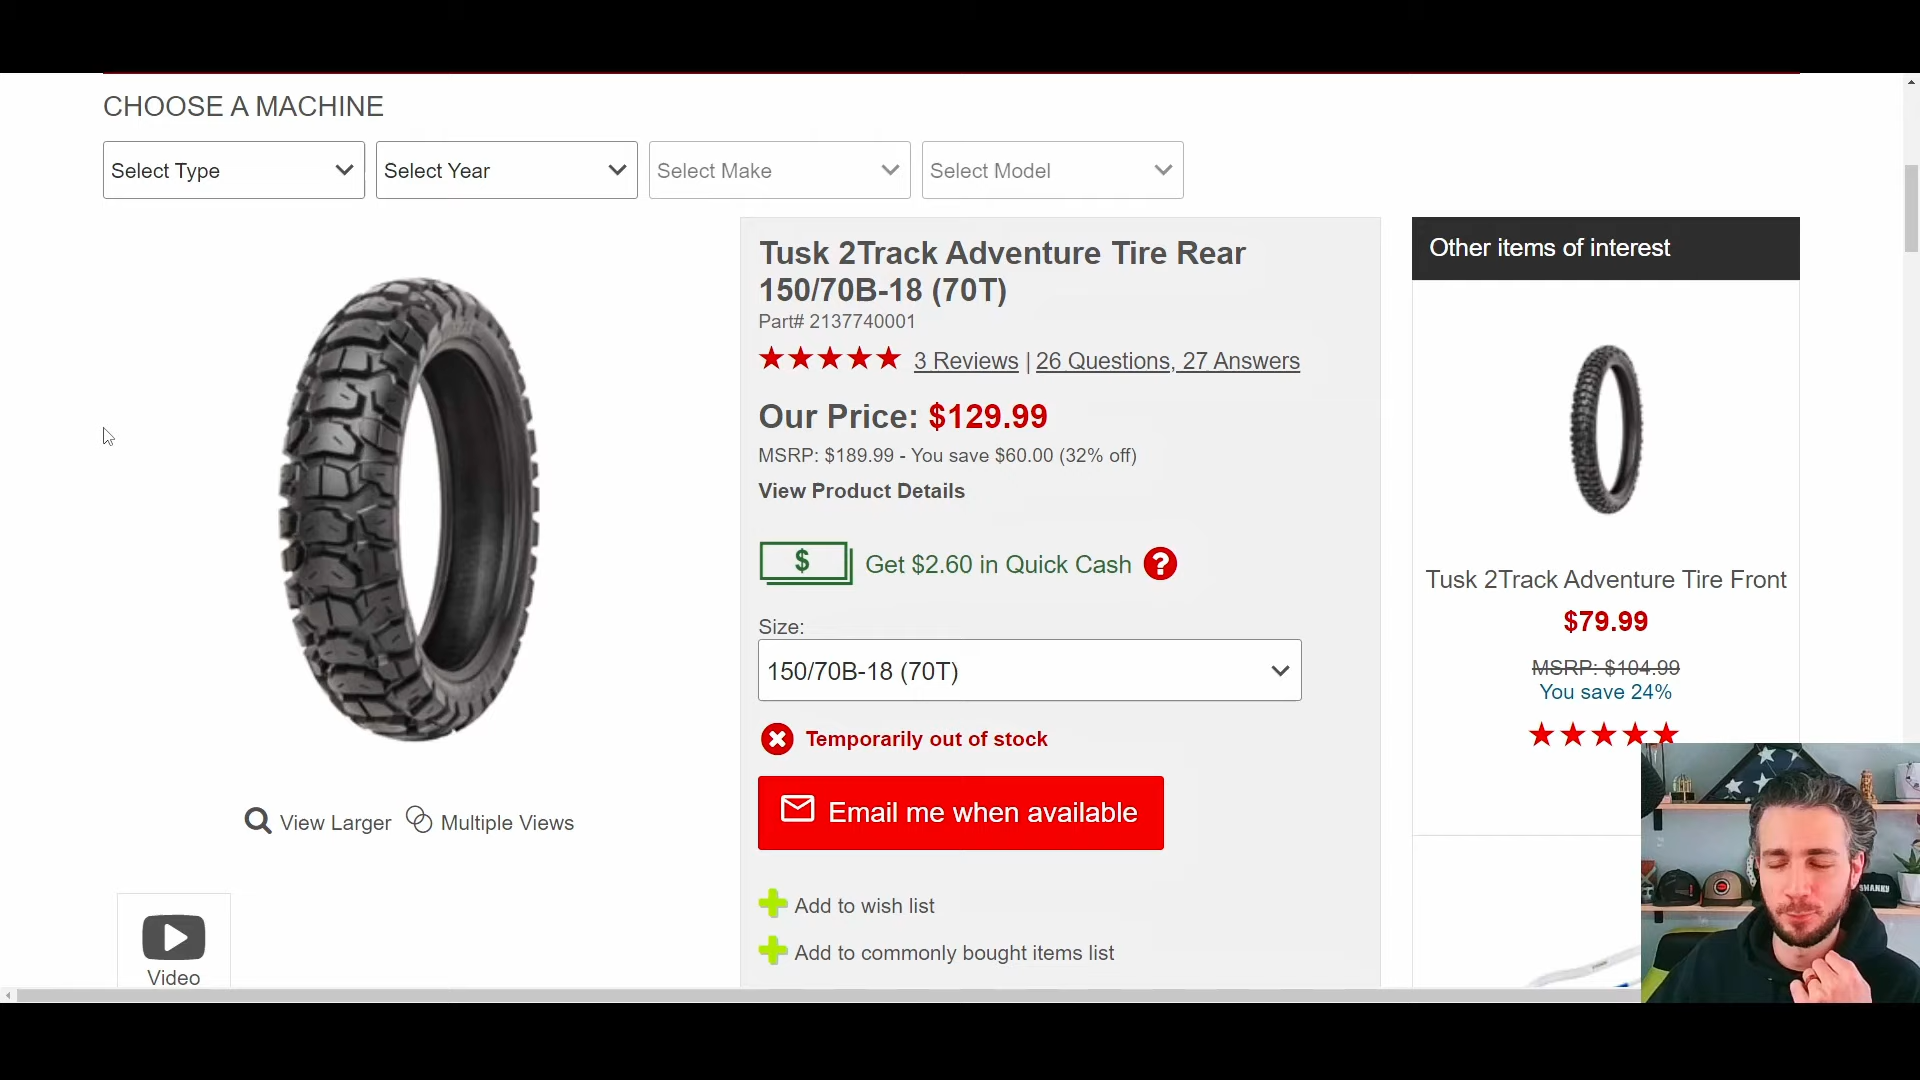 CHOOSE A MACHINE
Select Type
Select Year
Select Make
Select Model
Tusk 2Track Adventure Tire Rear
150/70B-18 (70T)
Part# 2137740001
3 Reviews | 26 Questions, 27 Answers
Our Price: $129.99
MSRP: $189.99 - You save $60.00 (32% off)
View Product Details
$ Get $2.60 in Quick Cash ?
Size:
150/70B-18 (70T)
Temporarily out of stock
Email me when available
Add to wish list
Add to commonly bought items list
View Larger
Multiple Views
Video
Other items of interest
Tusk 2Track Adventure Tire Front
$79.99
MSRP: $104.99
You save 24%